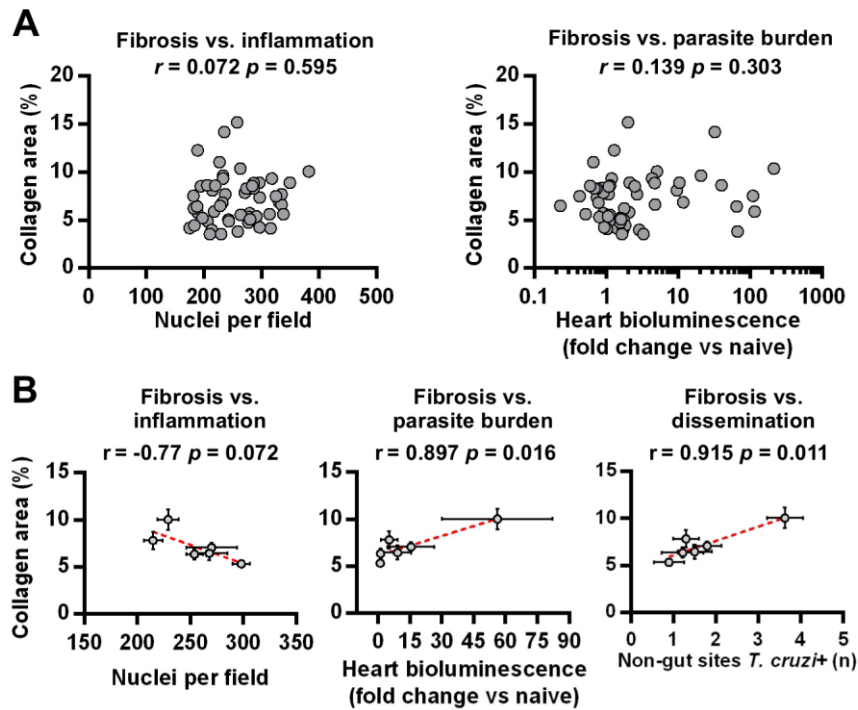 A
Fibrosis vs. inflammation
r = 0.072 p = 0.595
Collagen area (%)
20
15
10
5
0
0 100 200 300 400 500
Nuclei per field
Fibrosis vs. parasite burden
r = 0.139 p = 0.303
Collagen area (%)
20
15
10
5
0
0.1 1 10 100 1000
Heart bioluminescence
(fold change vs naive)
B
Fibrosis vs.
inflammation
r = -0.77 p = 0.072
Collagen area (%)
15
10
5
0
150 200 250 300 350
Nuclei per field
Fibrosis vs.
parasite burden
r = 0.897 p = 0.016
15
10
5
0
0 15 30 45 60 75 90
Heart bioluminescence
(fold change vs naive)
Fibrosis vs.
dissemination
r = 0.915 p = 0.011
15
10
5
0
0 1 2 3 4 5
Non-gut sites T. cruzi+ (n)